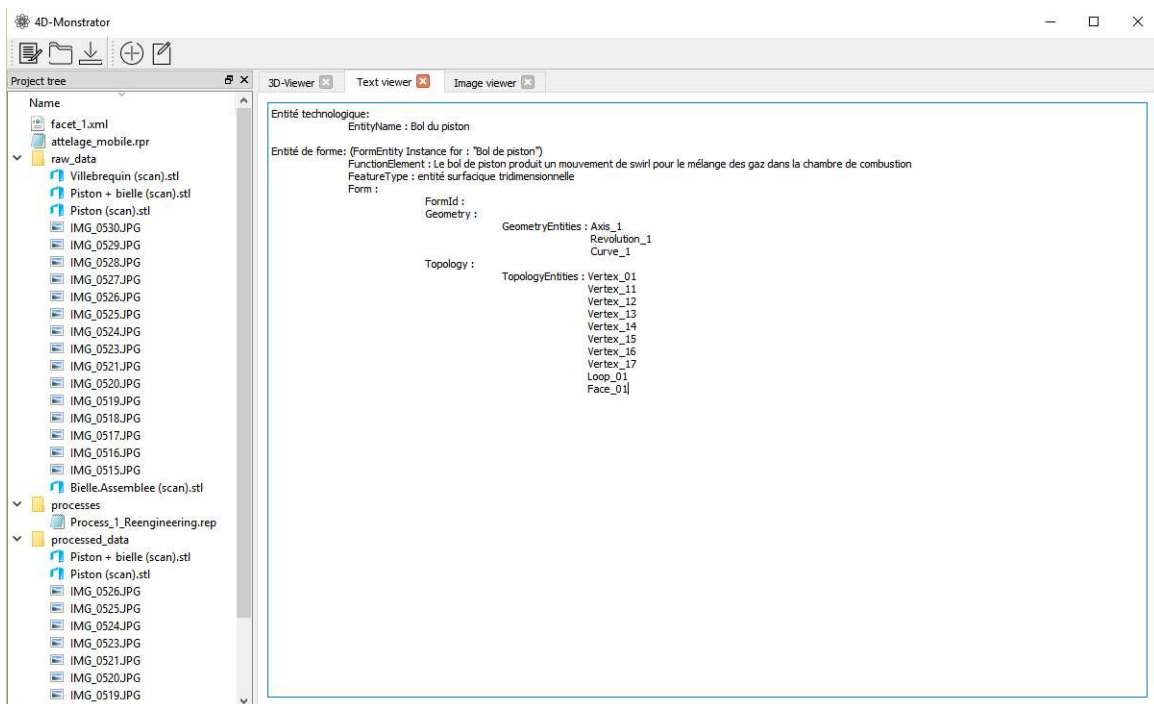 4D-Monstrator
Project tree
Name
facet_1.xml
attelage_mobile.rpr
raw_data
Villebrequin (scan).stl
Piston + bielle (scan).stl
Piston (scan).stl
IMG_0530.JPG
IMG_0529.JPG
IMG_0528.JPG
IMG_0527.JPG
IMG_0526.JPG
IMG_0525.JPG
IMG_0524.JPG
IMG_0523.JPG
IMG_0521.JPG
IMG_0520.JPG
IMG_0519.JPG
IMG_0518.JPG
IMG_0517.JPG
IMG_0516.JPG
IMG_0515.JPG
Bielle.Assemblee (scan).stl
processes
Process_1_Reengineering.rep
processed_data
Piston + bielle (scan).stl
Piston (scan).stl
IMG_0526.JPG
IMG_0525.JPG
IMG_0524.JPG
IMG_0523.JPG
IMG_0521.JPG
IMG_0520.JPG
IMG_0519.JPG
3D-Viewer Text viewer Image viewer
Entité technologique:
EntityName : Bol du piston
Entité de forme: (FormEntity Instance for : "Bol de piston")
FunctionElement : Le bol de piston produit un mouvement de swirl pour le mélange des gaz dans la chambre de combustion
FeatureType : entité surfacique tridimensionnelle
Form :
FormId :
Geometry :
GeometryEntities : Axis_1
Revolution_1
Curve_1
Topology :
TopologyEntities : Vertex_01
Vertex_11
Vertex_12
Vertex_13
Vertex_14
Vertex_15
Vertex_16
Vertex_17
Loop_01
Face_01